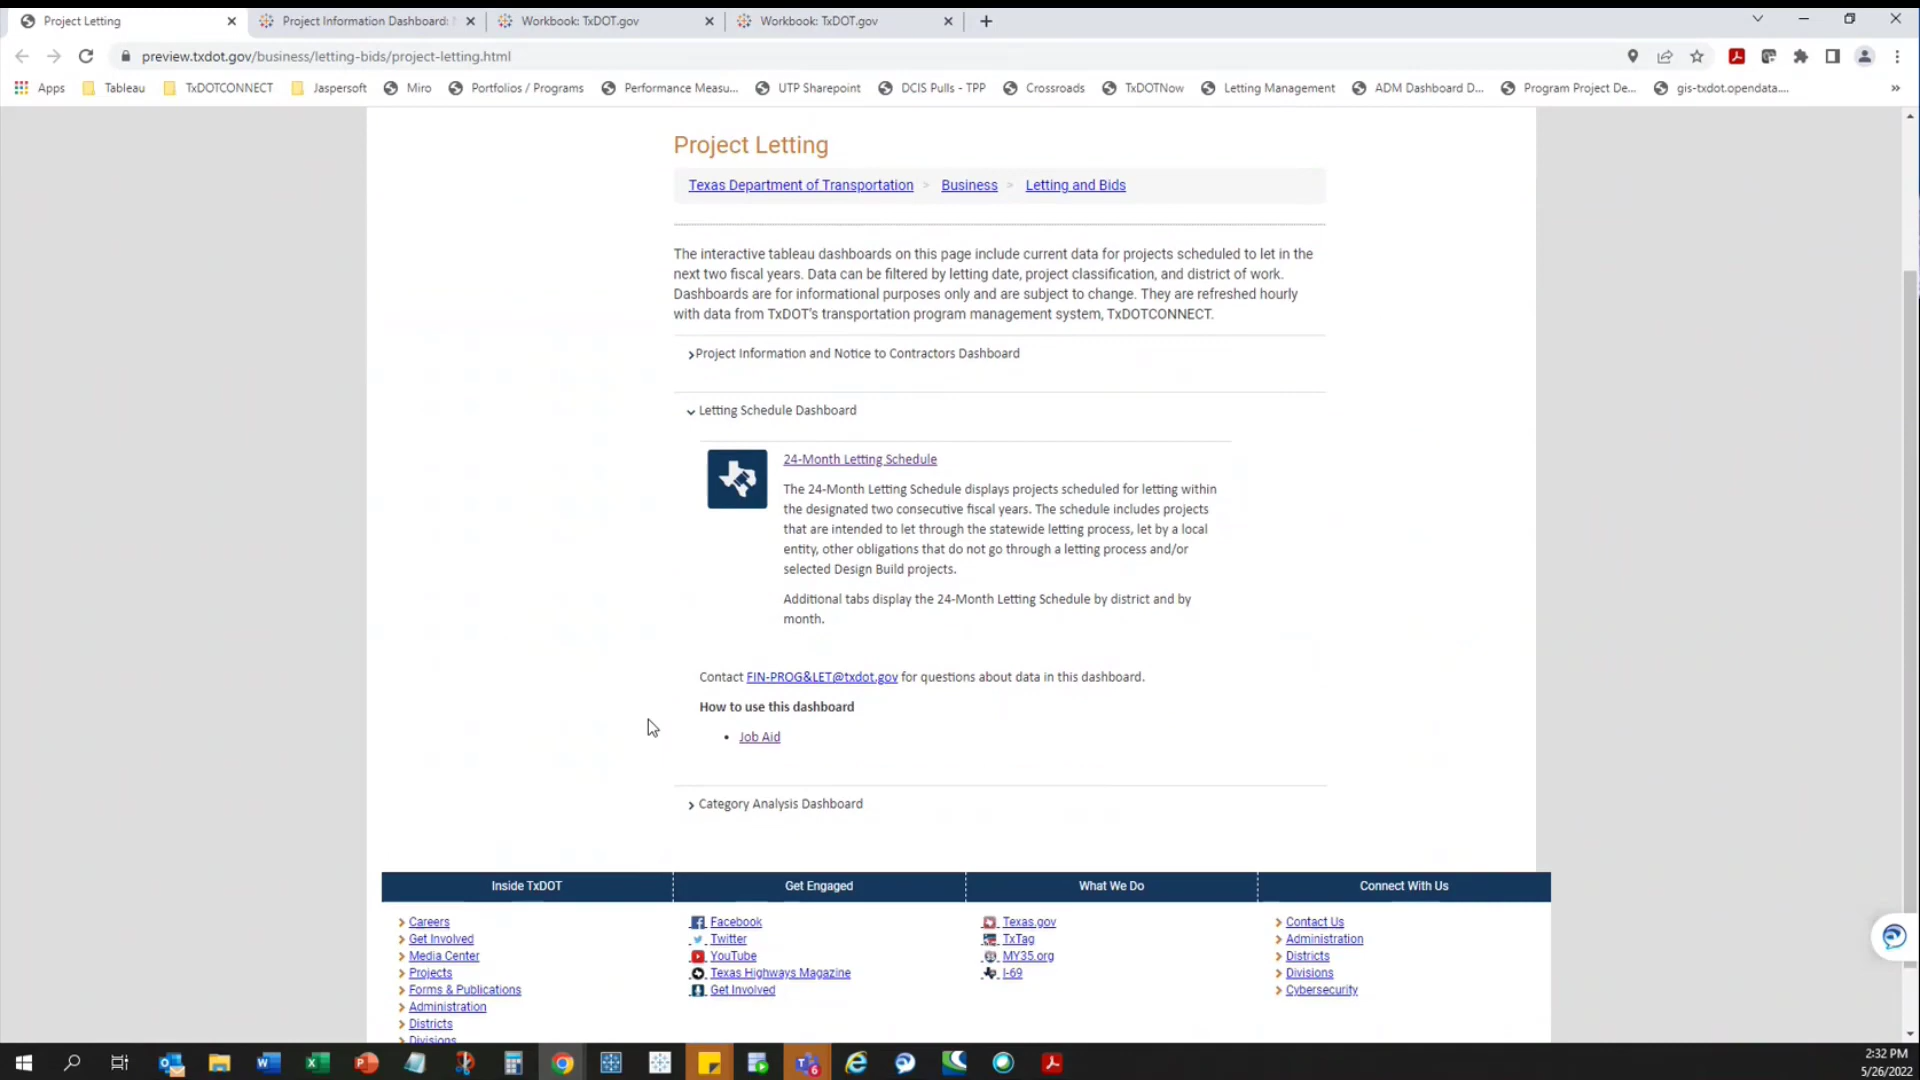 Project Letting
Project Information Dashboard:
Workbook: TxDOT.gov
Workbook: TxDOT.gov
preview.txdot.gov/business/letting-bids/project-letting.html
Apps
Tableau
TxDOTCONNECT
Jaspersoft
Miro
Portfolios / Programs
Performance Measu...
UTP Sharepoint
DCIS Pulls - TPP
Crossroads
TxDOTNow
Letting Management
ADM Dashboard D...
Program Project De...
gis-txdot.opendata....
»
Project Letting
Texas Department of Transportation > Business > Letting and Bids
The interactive tableau dashboards on this page include current data for projects scheduled to let in the
next two fiscal years. Data can be filtered by letting date, project classification, and district of work.
Dashboards are for informational purposes only and are subject to change. They are refreshed hourly
with data from TxDOT's transportation program management system, TxDOTCONNECT.
Project Information and Notice to Contractors Dashboard
Letting Schedule Dashboard
24-Month Letting Schedule
The 24-Month Letting Schedule displays projects scheduled for letting within
the designated two consecutive fiscal years. The schedule includes projects
that are intended to let through the statewide letting process, let by a local
entity, other obligations that do not go through a letting process and/or
selected Design Build projects.
Additional tabs display the 24-Month Letting Schedule by district and by
month.
Contact FIN-PROG&LET@txdot.gov for questions about data in this dashboard.
How to use this dashboard
• Job Aid
Category Analysis Dashboard
Inside TxDOT
Careers
Get Involved
Media Center
Projects
Forms & Publications
Administration
Districts
Divisions
Get Engaged
Facebook
Twitter
YouTube
Texas Highways Magazine
Get Involved
What We Do
Texas.gov
TxTag
MY35.org
I-69
Connect With Us
Contact Us
Administration
Districts
Divisions
Cybersecurity
2:32 PM
5/26/2022